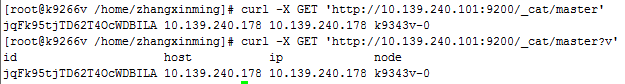 [root@k9266v /home/zhangxinming]# curl -X GET 'http://10.139.240.101:9200/_cat/master'
jqFk95tjTD62T4OcWDBILA 10.139.240.178 10.139.240.178 k9343v-0
[root@k9266v /home/zhangxinming]# curl -X GET 'http://10.139.240.101:9200/_cat/master?v'
id                     host           ip             node
jqFk95tjTD62T4OcWDBILA 10.139.240.178 10.139.240.178 k9343v-0